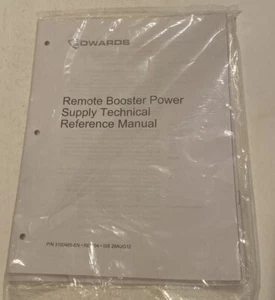 EDWARDS
Remote Booster Power
Supply Technical
Reference Manual